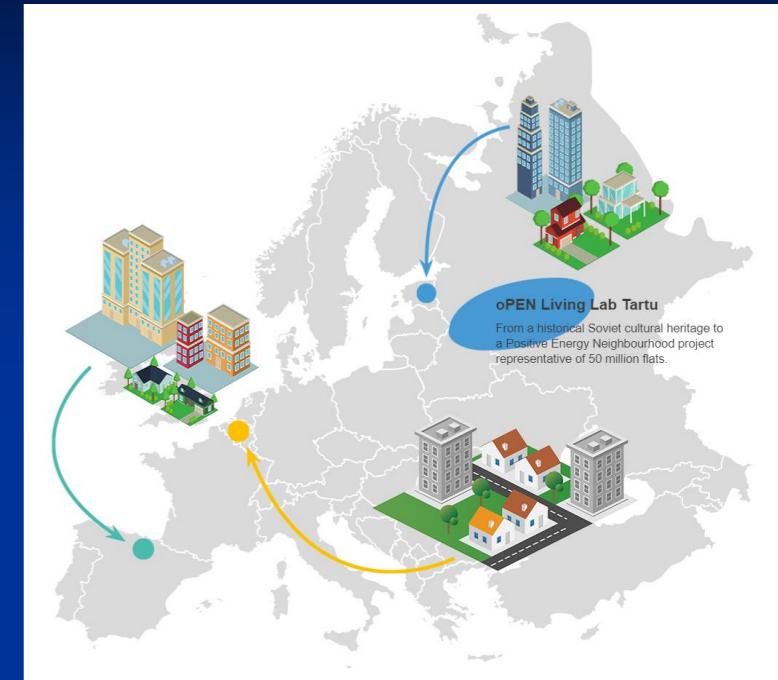 oPEN Living Lab Tartu
From a historical Soviet cultural heritage to
a Positive Energy Neighbourhood project
representative of 50 million flats.